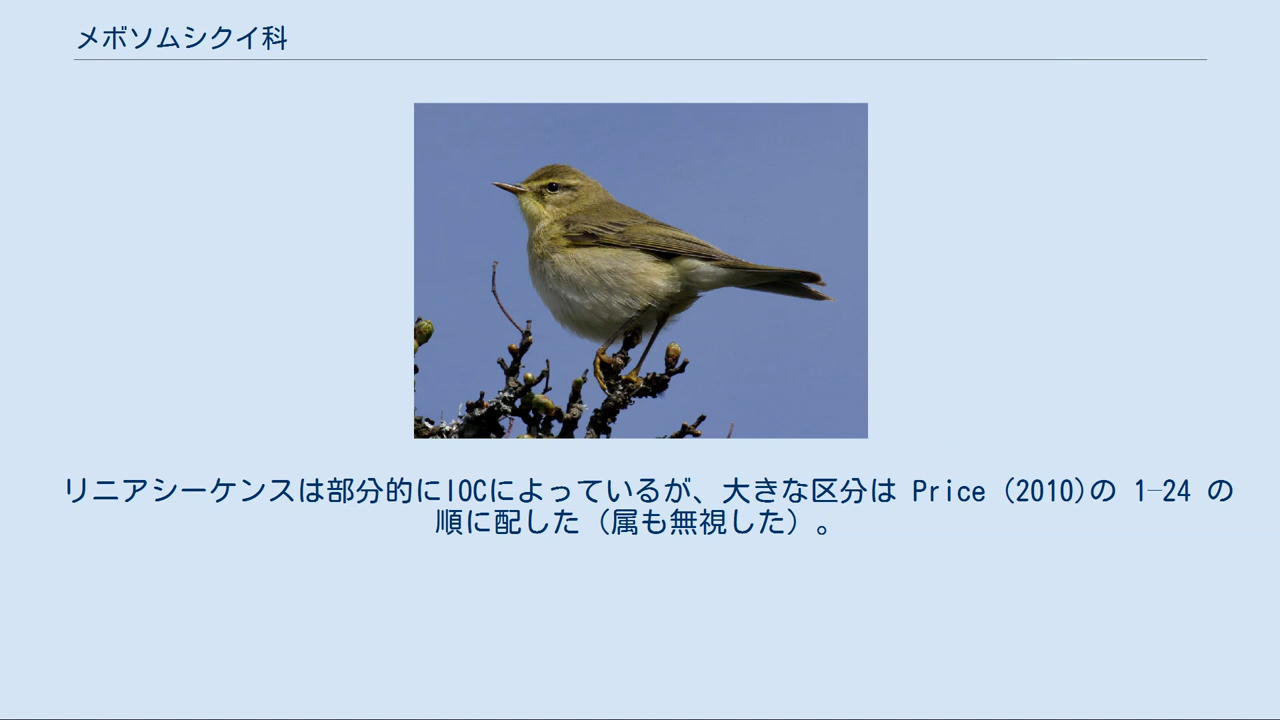 メボソムシクイ科
リニアシーケンスは部分的にIOCによっているが、大きな区分は Price (2010)の 1–24 の
順に配した（属も無視した）。